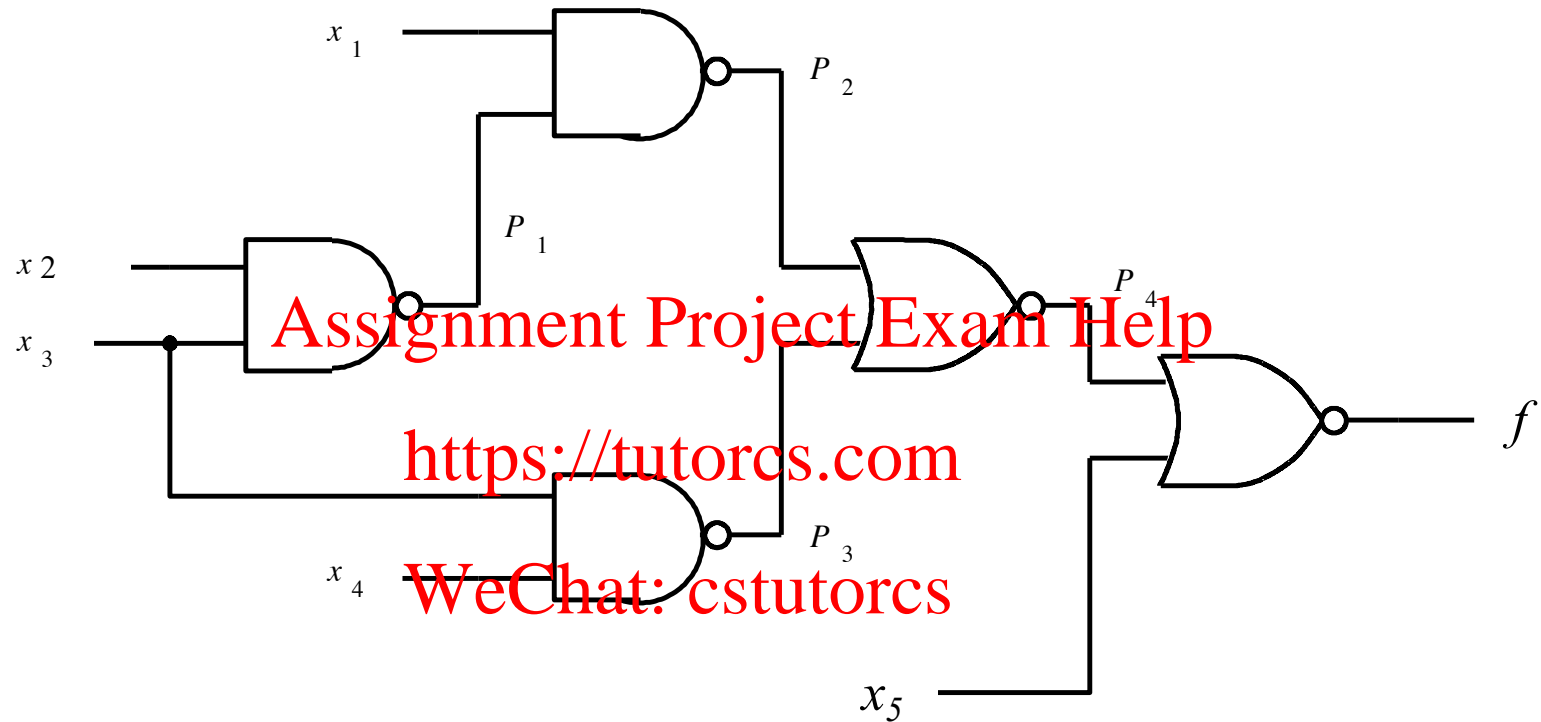 x 1
P 2
P 1
x 2
x 3
P 4
Assignment Project Exam Help
f
https://tutorcs.com
P 3
x 4
WeChat: cstutorcs
x5